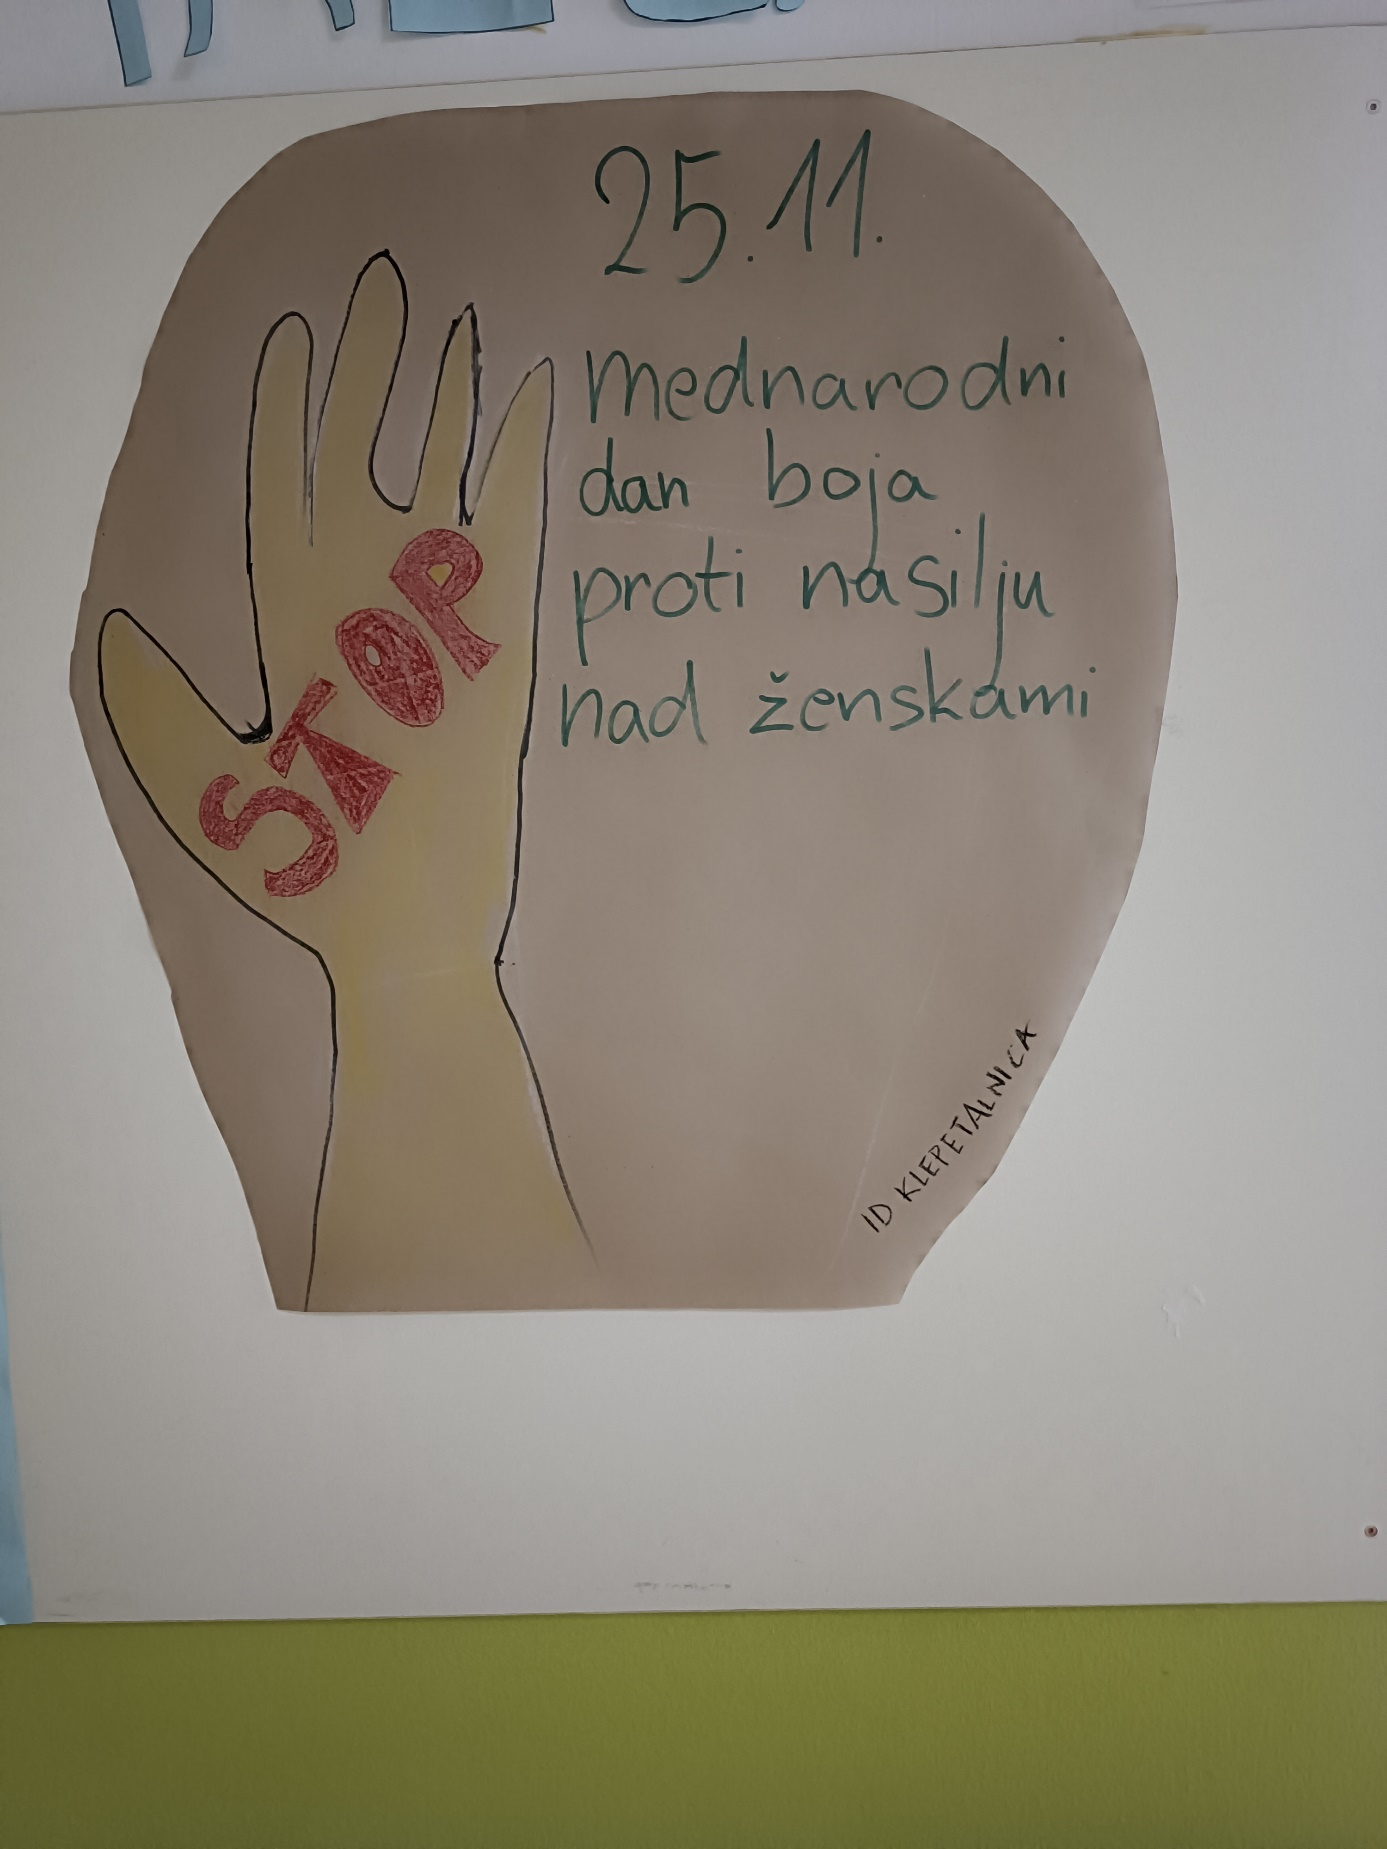 25.11.
mednarodni
dan boja
proti nasilju
nad ženskami
STOP
ID KLEPETALNICA